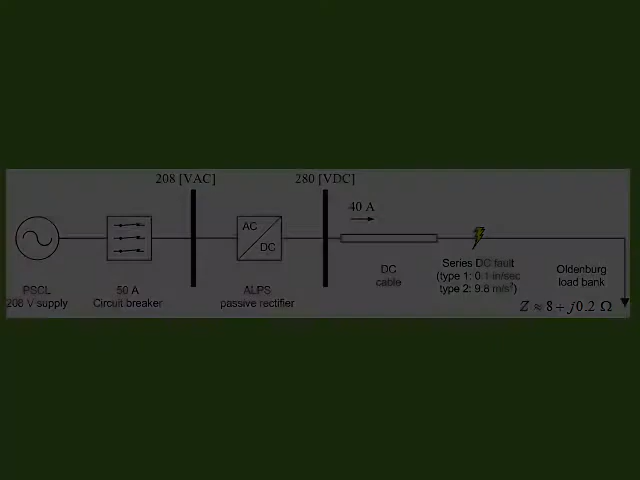 208 [VAC]
280 [VDC]
40 A
AC
DC
PSCL
208 V supply
50 A
Circuit breaker
ALPS
passive rectifier
DC
cable
Series DC fault
(type 1: 0.1 in/sec
type 2: 9.8 m/s²)
Oldenburg
load bank
Z ≈ 8 + j0.2 Ω